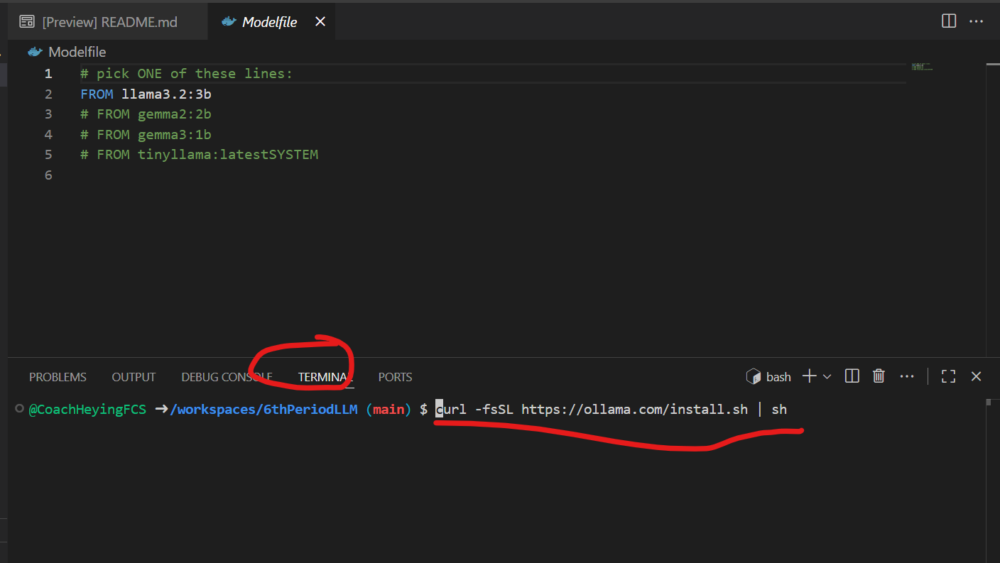 [Preview] README.md Modelfile
Modelfile
1 # pick ONE of these lines:
2 FROM llama3.2:3b
3 # FROM gemma2:2b
4 # FROM gemma3:1b
5 # FROM tinyllama:latestSYSTEM
6
PROBLEMS OUTPUT DEBUG CONSOLE TERMINAL PORTS bash
@CoachHeyingFCS ➜/workspaces/6thPeriodLLM (main) $ curl -fsSL https://ollama.com/install.sh | sh